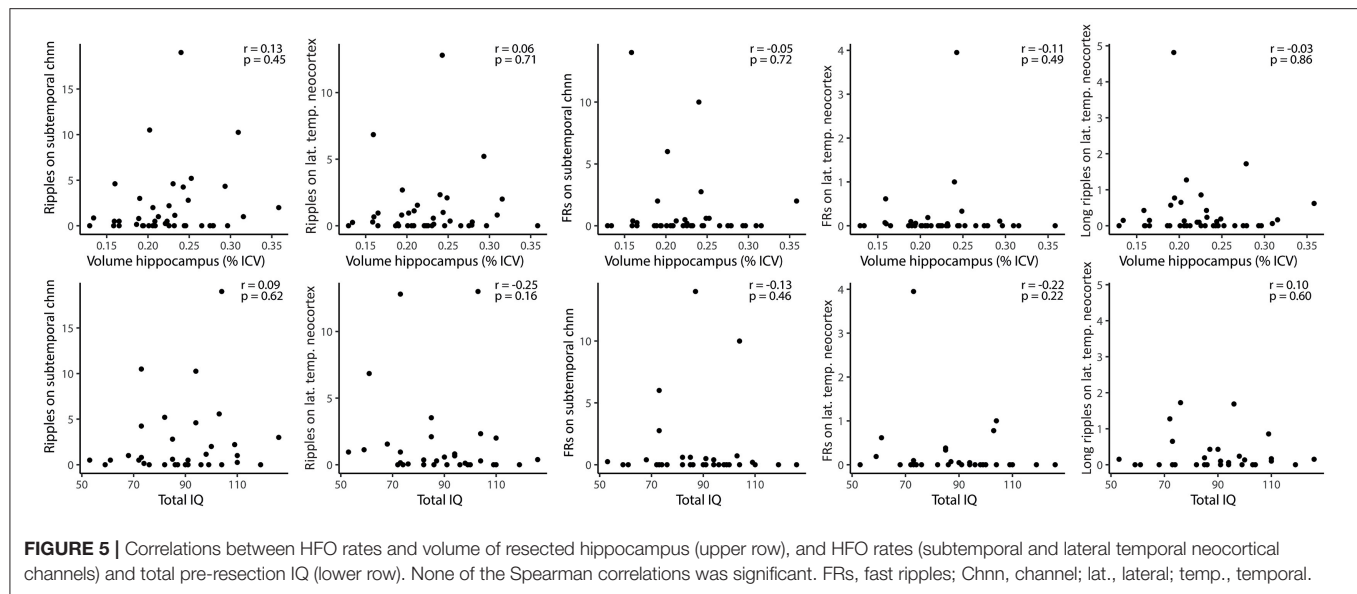 Ripples on subtemporal chnn
15
10
5
0
0.15
0.20
0.25
0.30
0.35
Volume hippocampus (% ICV)
r = 0.13
p = 0.45
Ripples on lat. temp. neocortex
10
5
0
0.15
0.20
0.25
0.30
0.35
Volume hippocampus (% ICV)
r = 0.06
p = 0.71
FRs on subtemporal chnn
10
5
0
0.15
0.20
0.25
0.30
0.35
Volume hippocampus (% ICV)
r = -0.05
p = 0.72
FRs on lat. temp. neocortex
4
3
2
1
0
0.15
0.20
0.25
0.30
0.35
Volume hippocampus (% ICV)
r = -0.11
p = 0.49
Long ripples on lat. temp. neocortex
5
4
3
2
1
0
0.15
0.20
0.25
0.30
0.35
Volume hippocampus (% ICV)
r = -0.03
p = 0.86
Ripples on subtemporal chnn
15
10
5
0
50
70
90
110
Total IQ
r = 0.09
p = 0.62
Ripples on lat. temp. neocortex
10
5
0
50
70
90
110
Total IQ
r = -0.25
p = 0.16
FRs on subtemporal chnn
10
5
0
50
70
90
110
Total IQ
r = -0.13
p = 0.46
FRs on lat. temp. neocortex
4
3
2
1
0
50
70
90
110
Total IQ
r = -0.22
p = 0.22
Long ripples on lat. temp. neocortex
5
4
3
2
1
0
50
70
90
110
Total IQ
r = 0.10
p = 0.60
FIGURE 5 | Correlations between HFO rates and volume of resected hippocampus (upper row), and HFO rates (subtemporal and lateral temporal neocortical
channels) and total pre-resection IQ (lower row). None of the Spearman correlations was significant. FRs, fast ripples; Chnn, channel; lat., lateral; temp., temporal.